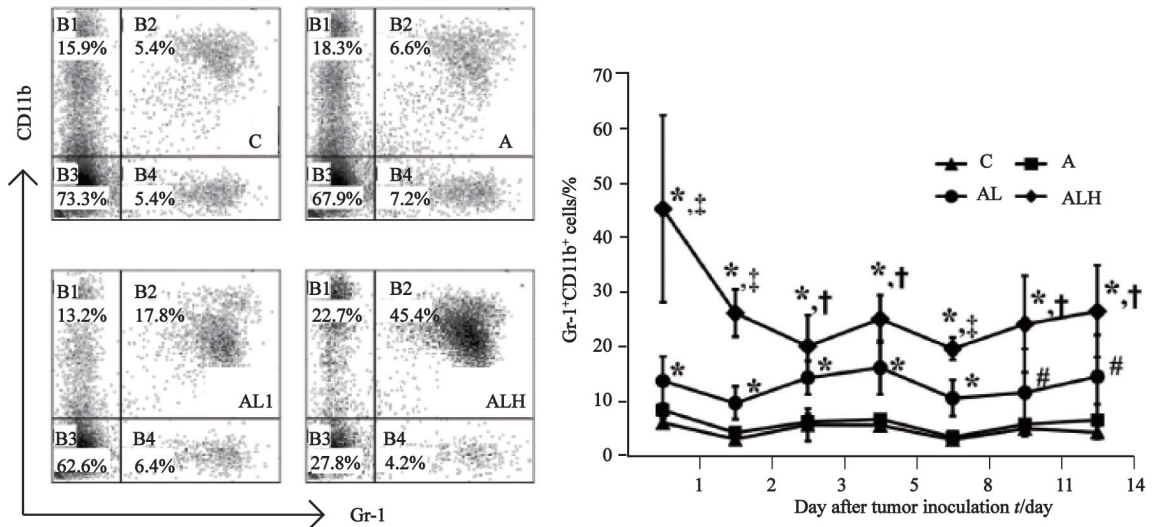 CD11b
B1
15.9%
B2
5.4%
C
B3
73.3%
B4
5.4%
B1
18.3%
B2
6.6%
A
B3
67.9%
B4
7.2%
B1
13.2%
B2
17.8%
AL1
B3
62.6%
B4
6.4%
B1
22.7%
B2
45.4%
ALH
B3
27.8%
B4
4.2%
Gr-1
Gr-1⁺CD11b⁺ cells/%
70
60
50
40
30
20
10
0
C A
AL ALH
*,‡
*,‡
*,†
*,†
*,‡
*,†
*,†
*
*
*
*
*
#
#
1 2 3 5 8 11 14
Day after tumor inoculation t/day